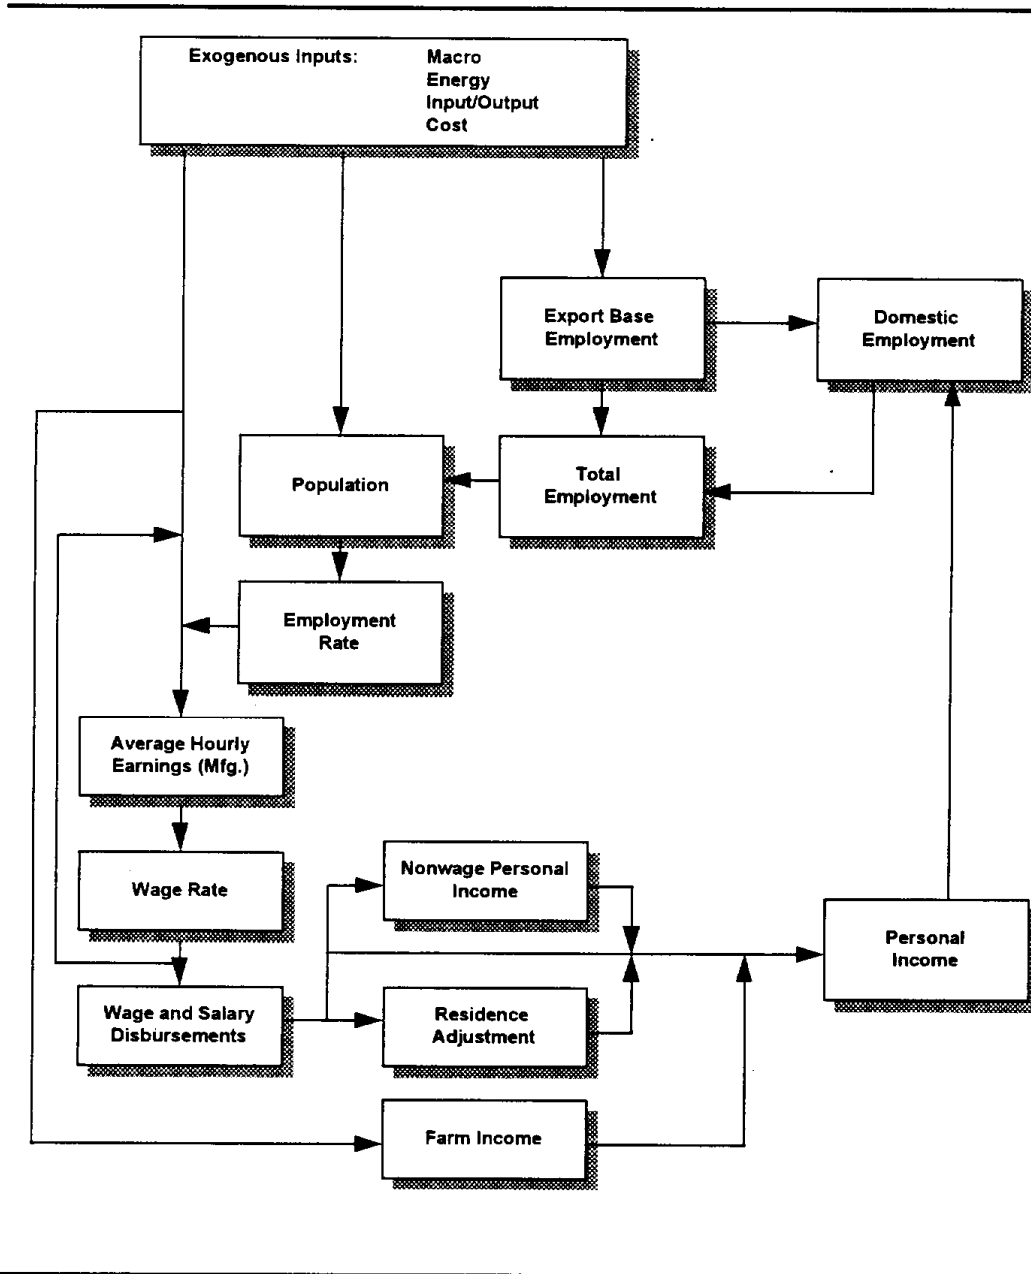 Exogenous Inputs: Macro
Energy
Input/Output
Cost
Export Base
Employment
Domestic
Employment
Population
Total
Employment
Employment
Rate
Average Hourly
Earnings (Mfg.)
Wage Rate
Nonwage Personal
Income
Personal
Income
Wage and Salary
Disbursements
Residence
Adjustment
Farm Income